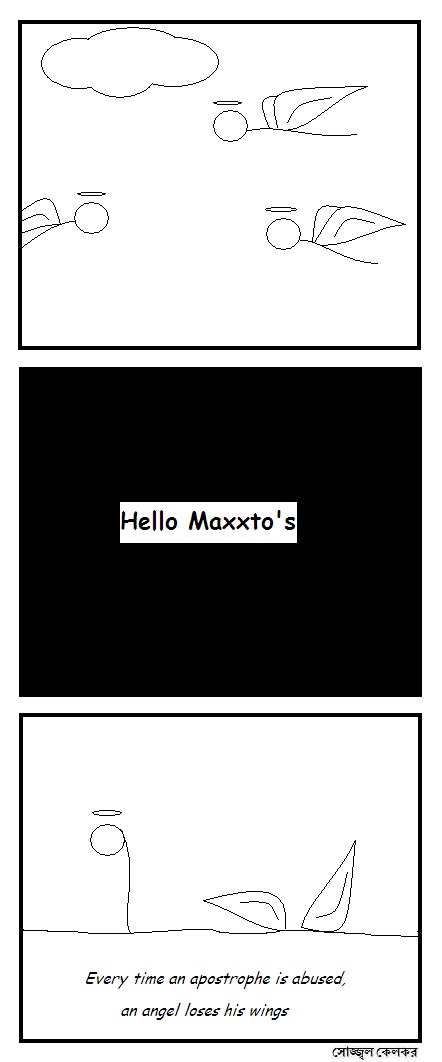 Hello Maxxto's
Every time an apostrophe is abused,
an angel loses his wings
সোজ্জ্বল কেলকর